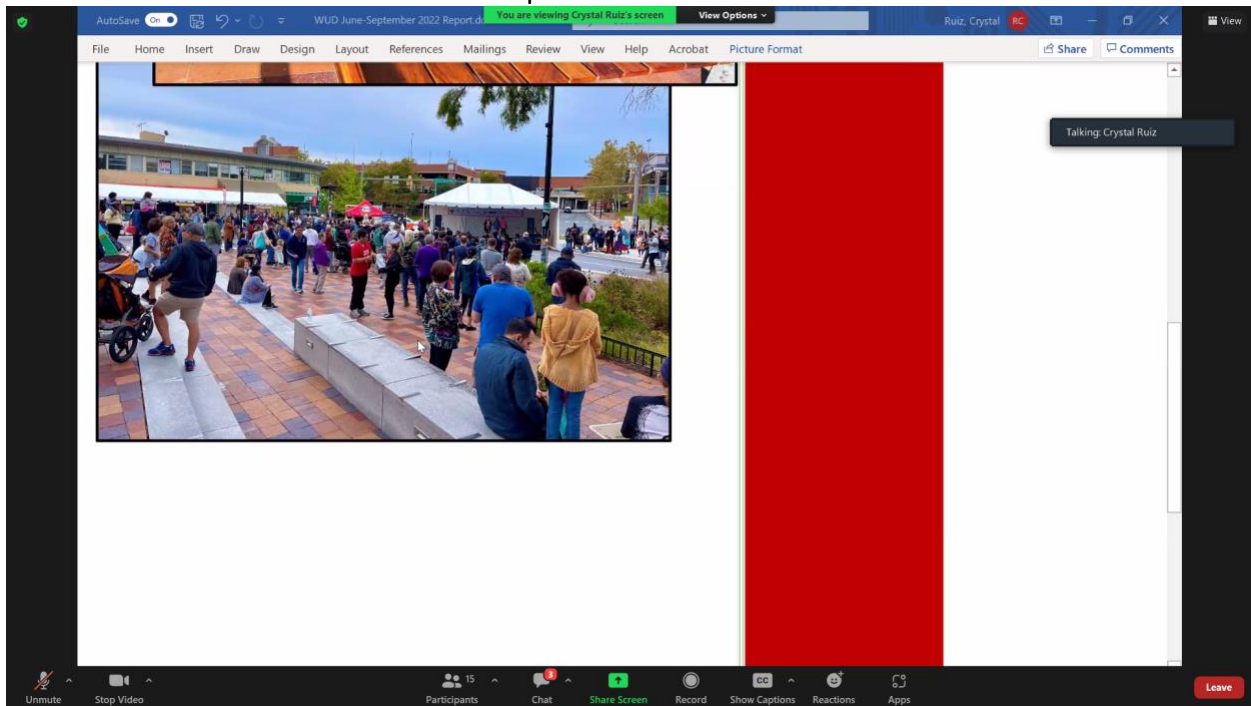 AutoSave On WUD June-September 2022 Report.do You are viewing Crystal Ruiz's screen View Options Ruiz, Crystal RC View
File Home Insert Draw Design Layout References Mailings Review View Help Acrobat Picture Format Share Comments
Talking: Crystal Ruiz
15 3 CC
Unmute Stop Video Participants Chat Share Screen Record Show Captions Reactions Apps Leave